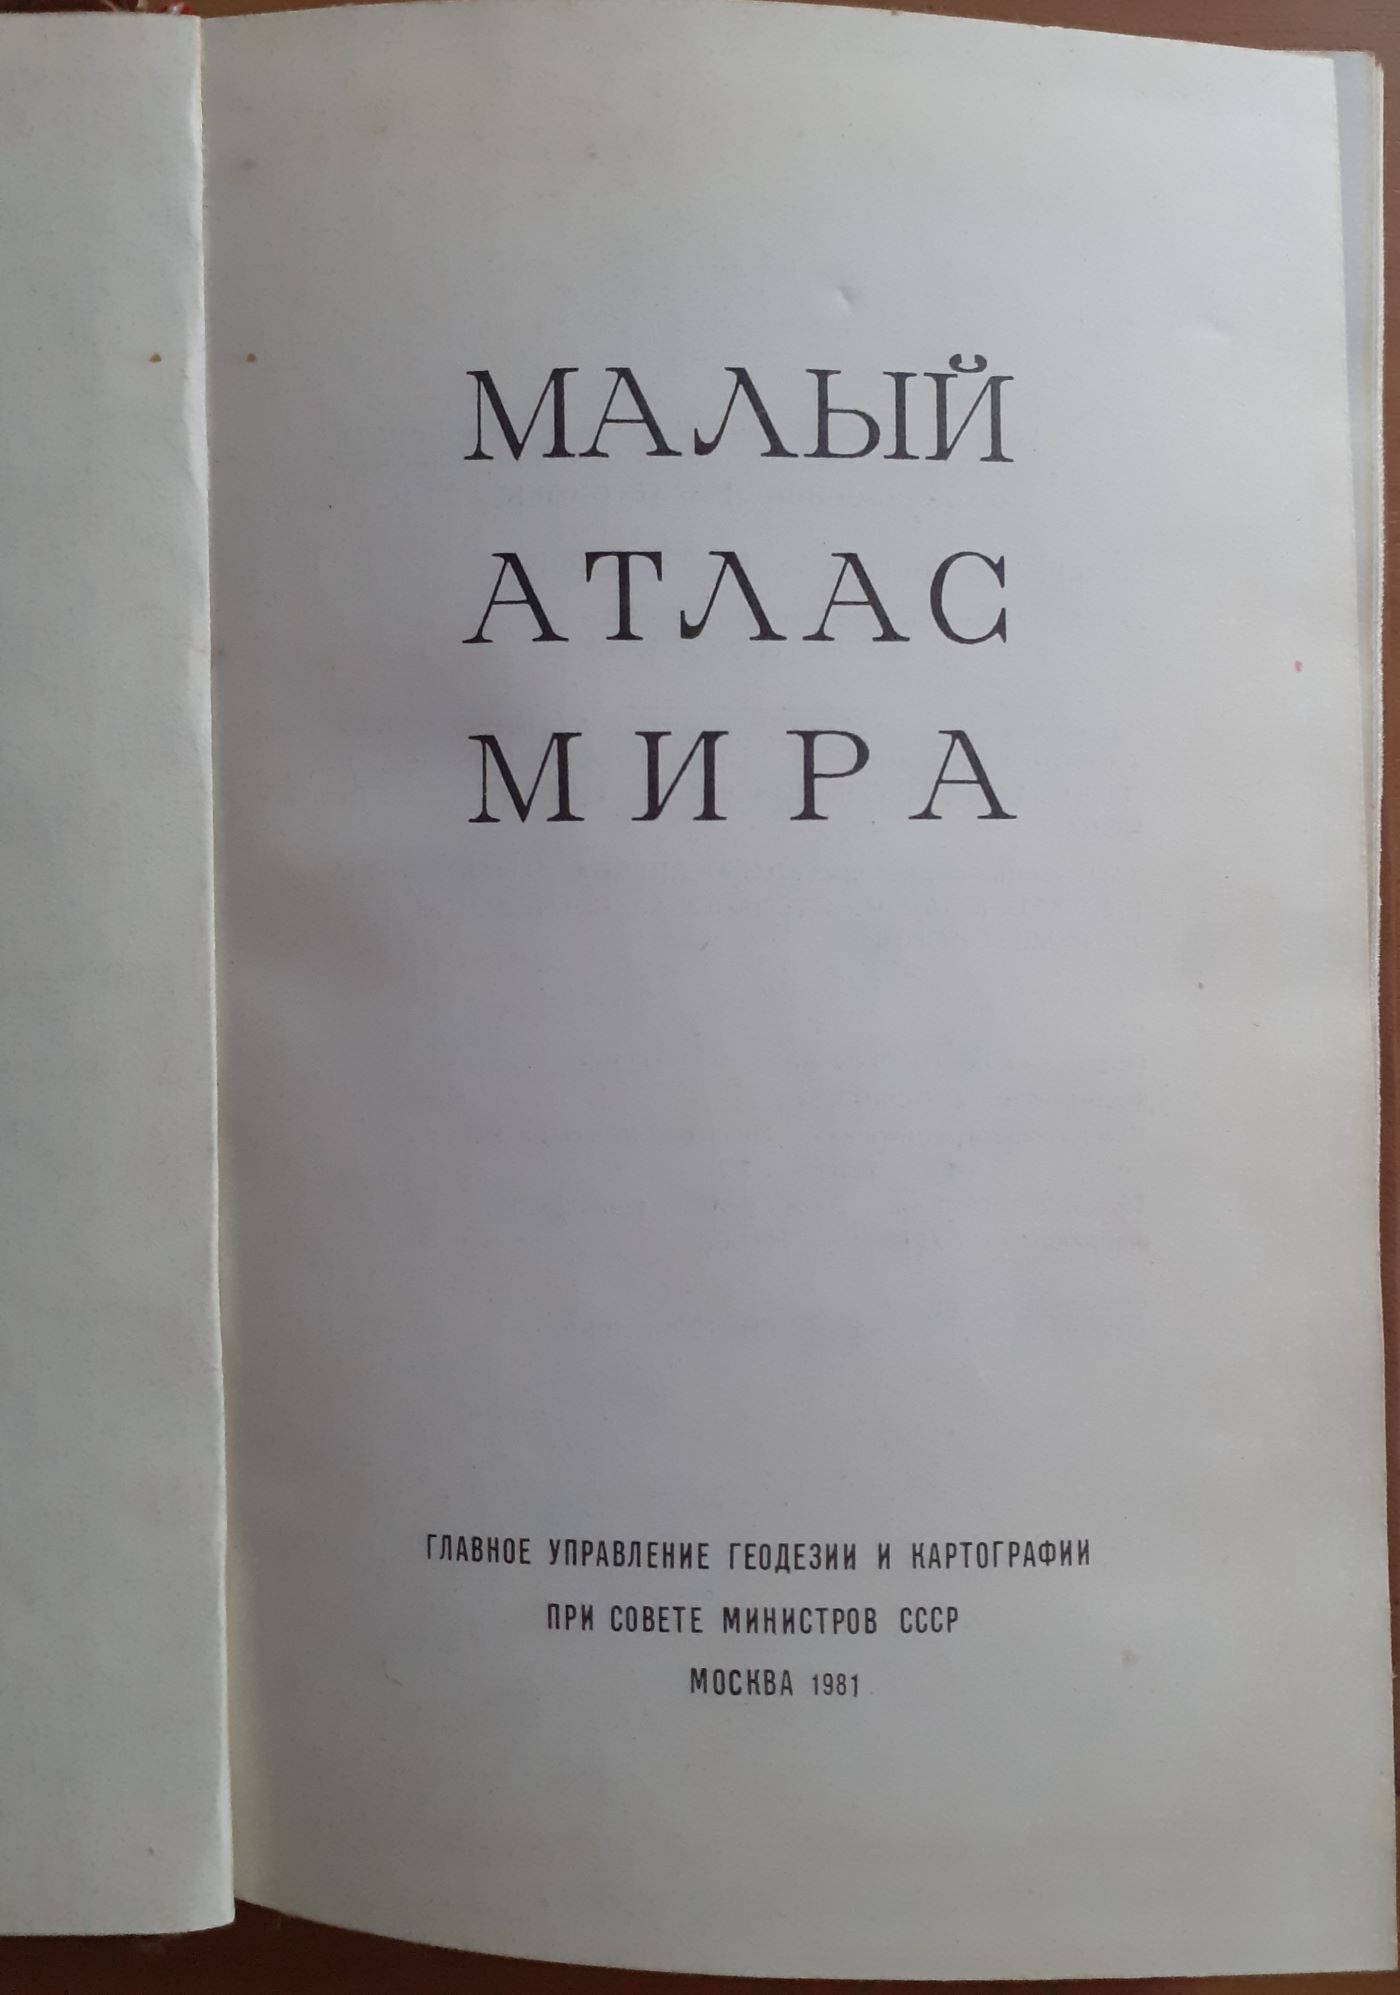 МАЛЫЙ
АТЛАС
МИРА
ГЛАВНОЕ УПРАВЛЕНИЕ ГЕОДЕЗИИ И КАРТОГРАФИИ
ПРИ СОВЕТЕ МИНИСТРОВ СССР
МОСКВА 1981